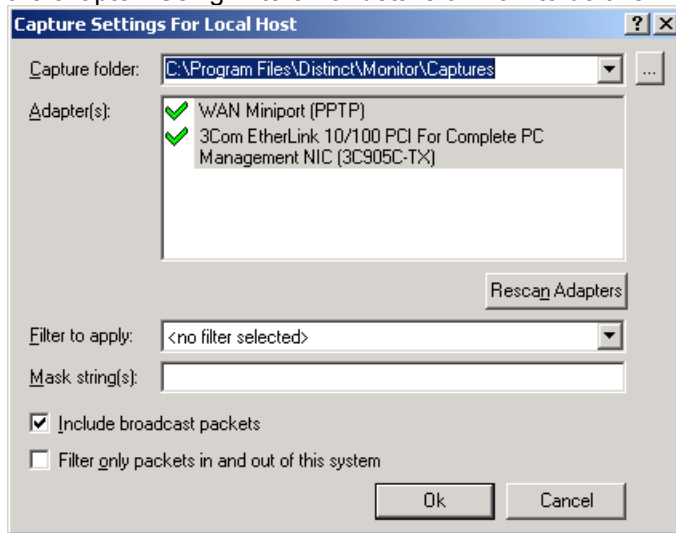 Capture Settings For Local Host
Capture folder:
C:\Program Files\Distinct\Monitor\Captures
...
Adapter(s):
WAN Miniport (PPTP)
3Com EtherLink 10/100 PCI For Complete PC
Management NIC (3C905C-TX)
Rescan Adapters
Filter to apply:
<no filter selected>
Mask string(s):
Include broadcast packets
Filter only packets in and out of this system
Ok
Cancel